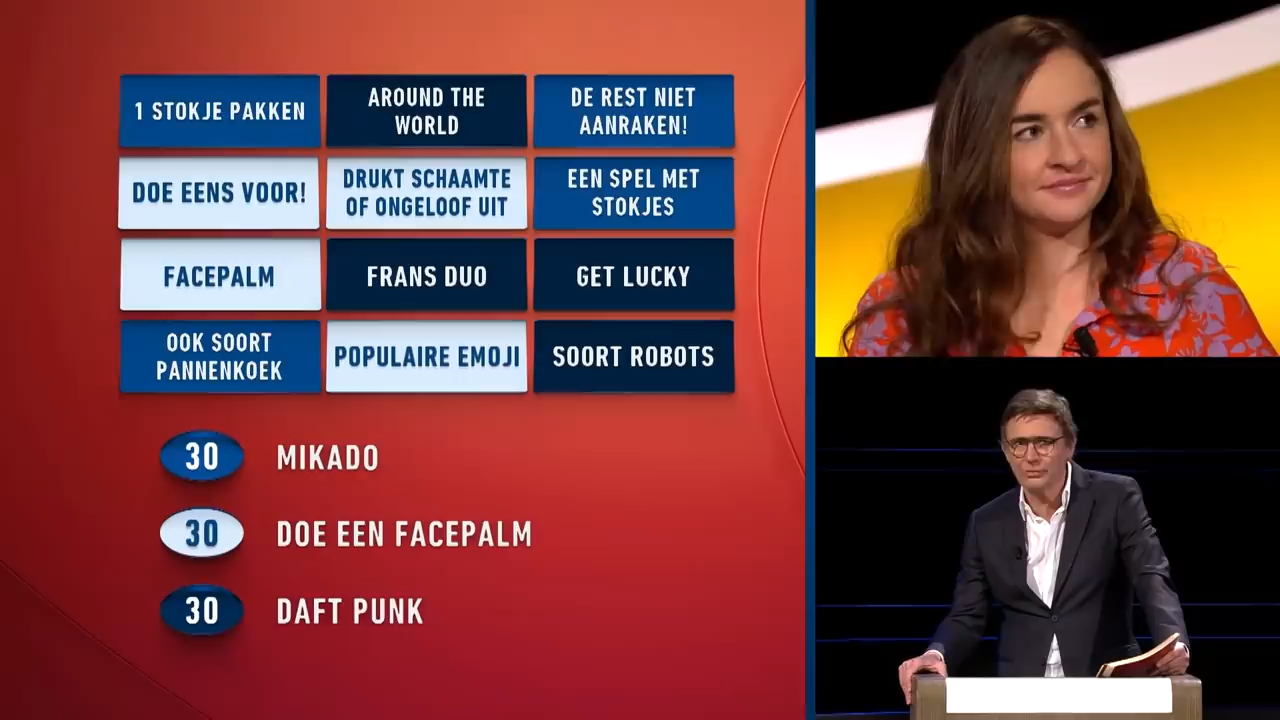 1 STOKJE PAKKEN
AROUND THE
WORLD
DE REST NIET
AANRAKEN!
DOE EENS VOOR!
DRUKT SCHAAMTE
OF ONGELOOF UIT
EEN SPEL MET
STOKJES
FACEPALM
FRANS DUO
GET LUCKY
OOK SOORT
PANNENKOEK
POPULAIRE EMOJI
SOORT ROBOTS
30 MIKADO
30 DOE EEN FACEPALM
30 DAFT PUNK